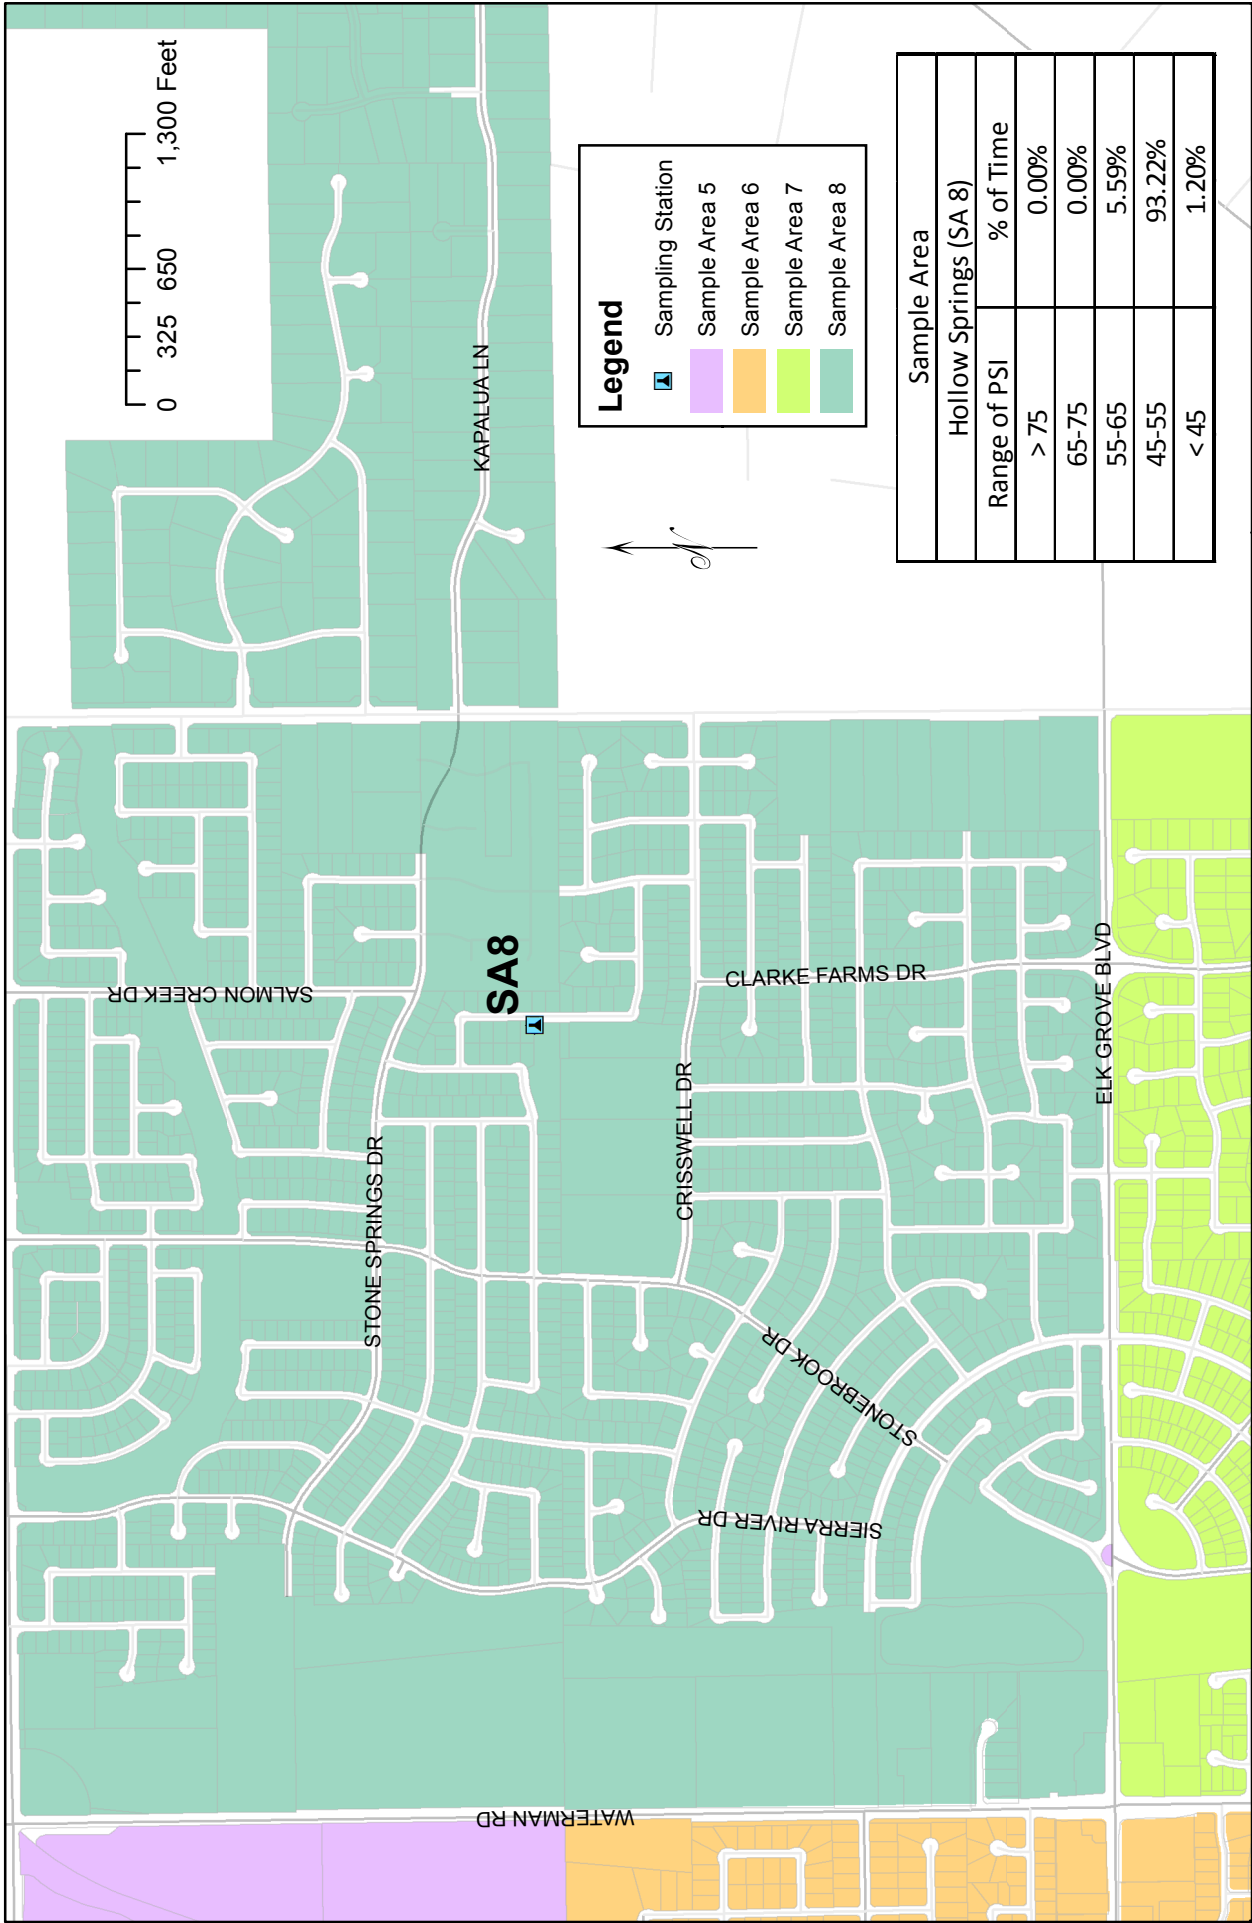 0 325 650 1,300 Feet
KAPALUA LN
Legend
Sampling Station
Sample Area 5
Sample Area 6
Sample Area 7
Sample Area 8
N
SALMON CREEK DR
SA8
STONE SPRINGS DR
CRISSWELL DR
CLARKE FARMS DR
ELK GROVE BLVD
STONEBROOK DR
SIERRA RIVER DR
WATERMAN RD
Sample Area
Hollow Springs (SA 8)
Range of PSI % of Time
> 75 0.00%
65-75 0.00%
55-65 5.59%
45-55 93.22%
< 45 1.20%